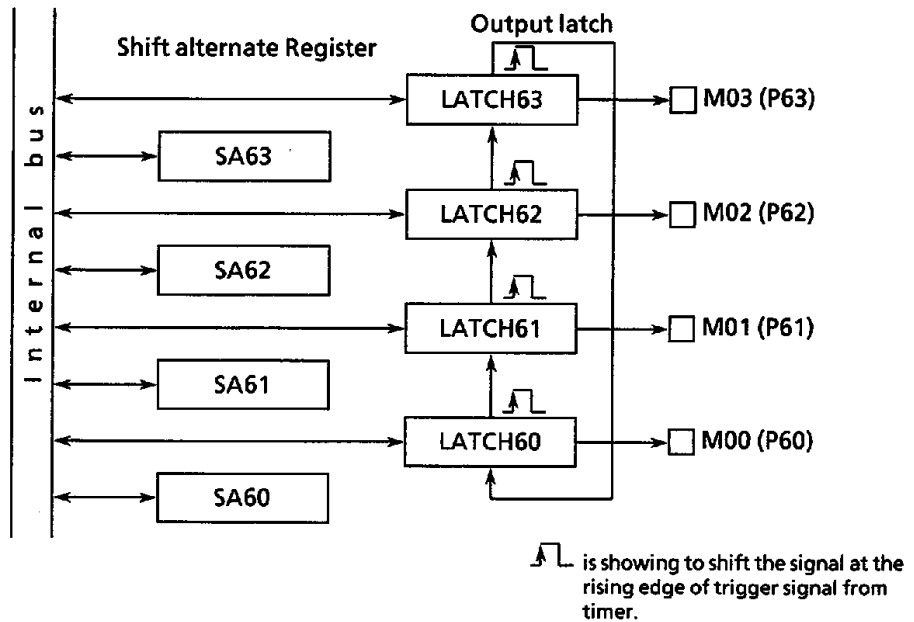 Output latch
Shift alternate Register
LATCH63
M03 (P63)
SA63
LATCH62
M02 (P62)
SA62
LATCH61
M01 (P61)
SA61
LATCH60
M00 (P60)
SA60
Internal bus
is showing to shift the signal at the
rising edge of trigger signal from
timer.